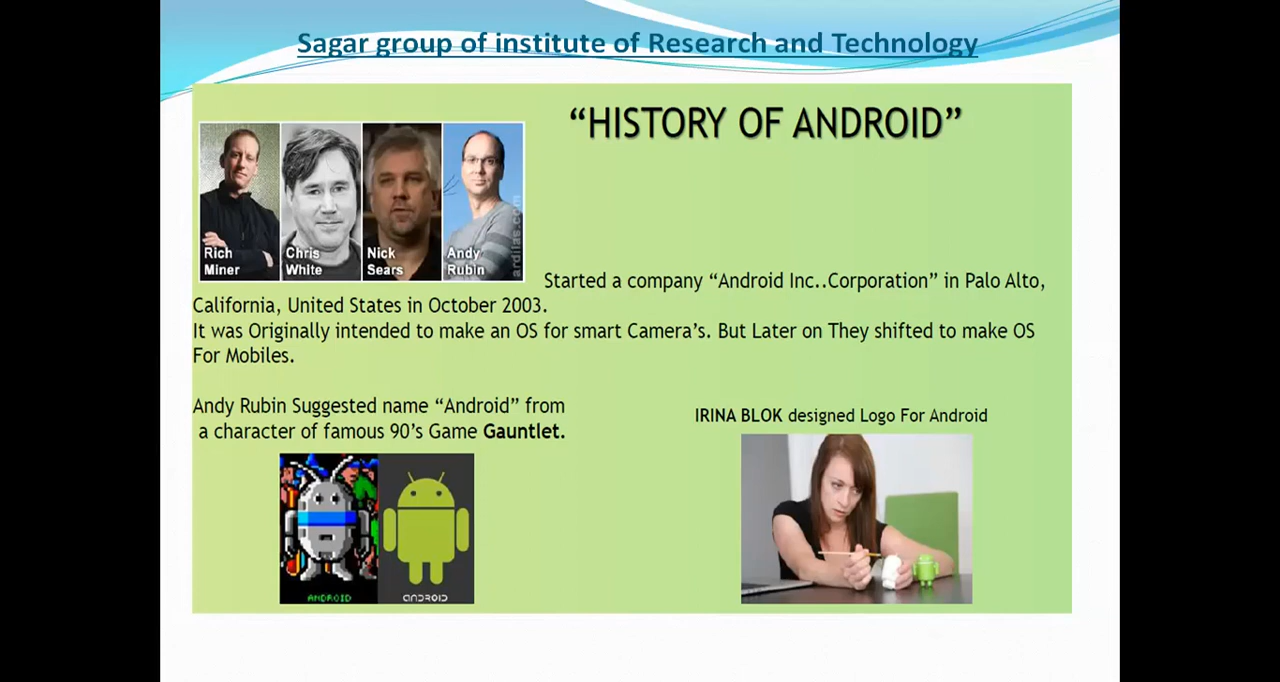 Sagar group of institute of Research and Technology
“HISTORY OF ANDROID”
Rich Miner
Chris White
Nick Sears
Andy Rubin
ardilas.com
Started a company “Android Inc..Corporation” in Palo Alto,
California, United States in October 2003.
It was Originally intended to make an OS for smart Camera’s. But Later on They shifted to make OS
For Mobiles.
Andy Rubin Suggested name “Android” from
a character of famous 90’s Game Gauntlet.
IRINA BLOK designed Logo For Android
ANDROID
ANDROID